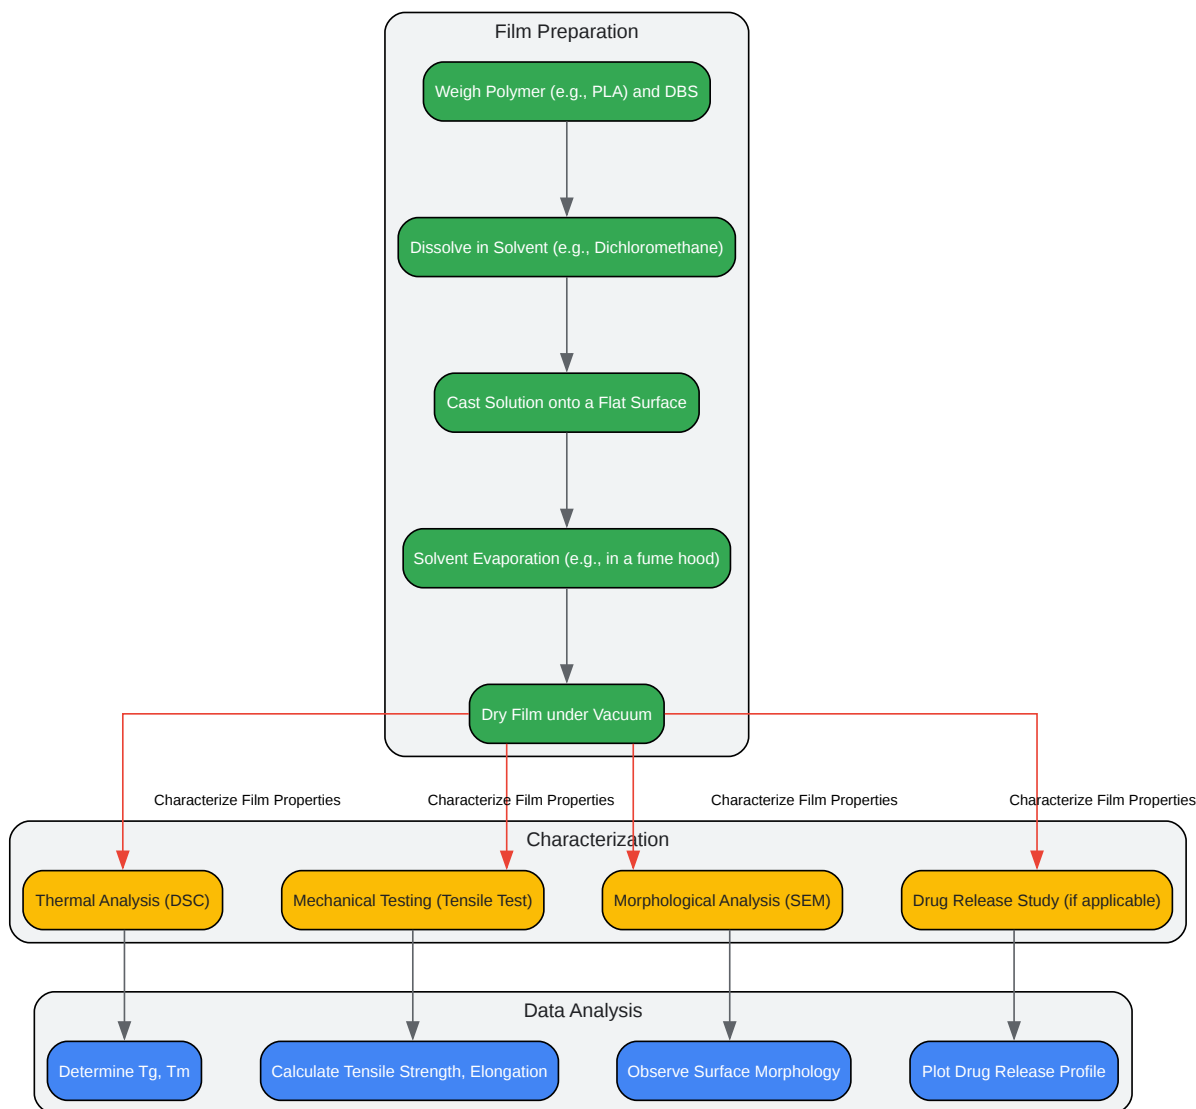 Film Preparation
Weigh Polymer (e.g., PLA) and DBS
Dissolve in Solvent (e.g., Dichloromethane)
Cast Solution onto a Flat Surface
Solvent Evaporation (e.g., in a fume hood)
Dry Film under Vacuum
Characterize Film Properties
Characterize Film Properties
Characterize Film Properties
Characterize Film Properties
Characterization
Thermal Analysis (DSC)
Mechanical Testing (Tensile Test)
Morphological Analysis (SEM)
Drug Release Study (if applicable)
Data Analysis
Determine Tg, Tm
Calculate Tensile Strength, Elongation
Observe Surface Morphology
Plot Drug Release Profile